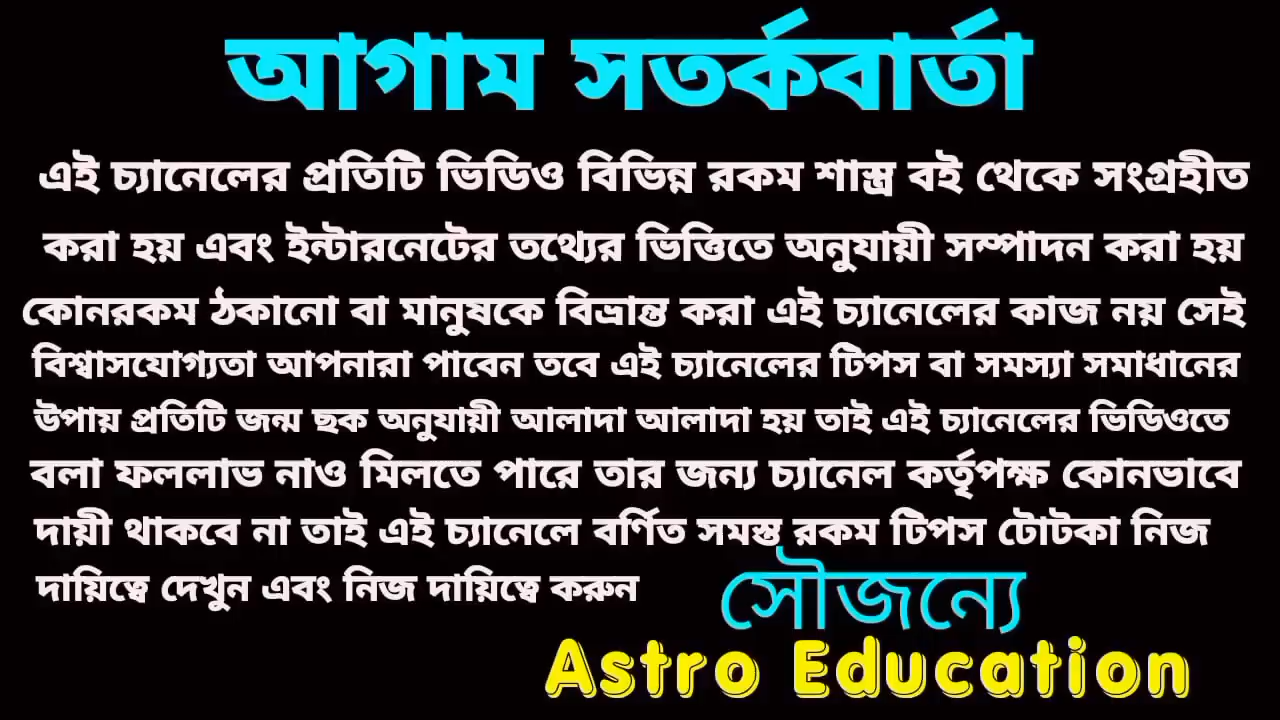 আগাম সতর্কবার্তা
এই চ্যানেলের প্রতিটি ভিডিও বিভিন্ন রকম শাস্ত্র বই থেকে সংগ্রহীত
করা হয় এবং ইন্টারনেটের তথ্যের ভিত্তিতে অনুযায়ী সম্পাদন করা হয়
কোনরকম ঠকানো বা মানুষকে বিভ্রান্ত করা এই চ্যানেলের কাজ নয় সেই
বিশ্বাসযোগ্যতা আপনারা পাবেন তবে এই চ্যানেলের টিপস বা সমস্যা সমাধানের
উপায় প্রতিটি জন্ম ছক অনুযায়ী আলাদা আলাদা হয় তাই এই চ্যানেলের ভিডিওতে
বলা ফললাভ নাও মিলতে পারে তার জন্য চ্যানেল কর্তৃপক্ষ কোনভাবে
দায়ী থাকবে না তাই এই চ্যানেলে বর্ণিত সমস্ত রকম টিপস টোটকা নিজ
দায়িত্বে দেখুন এবং নিজ দায়িত্বে করুন
সৌজন্যে
Astro Education